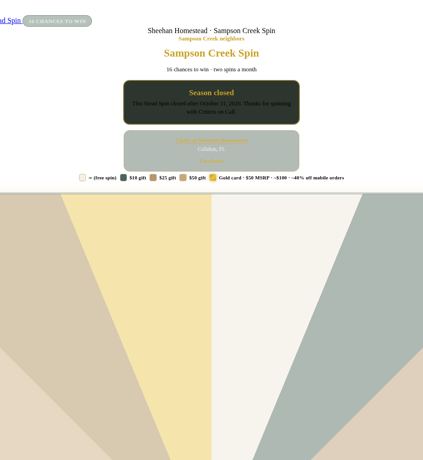 ad Spin 16 CHANCES TO WIN
Sheehan Homestead · Sampson Creek Spin
Sampson Creek neighbors
Sampson Creek Spin
16 chances to win · two spins a month
Season closed
This Mead Spin closed after October 31, 2026. Thanks for spinning
with Critters on Call
Callahan, FL
= (free spin) $10 gift $25 gift $50 gift Gold card · $50 MSRP · ~$100 · ~40% off mobile orders